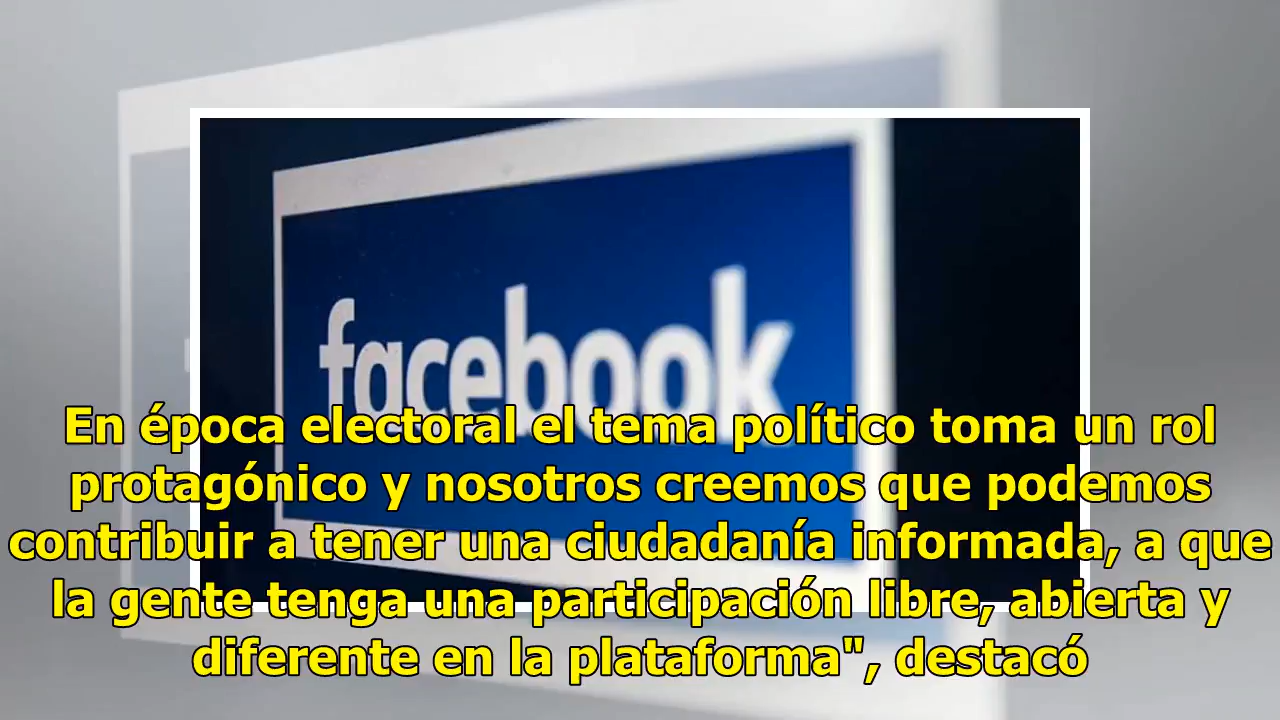 facebook
En época electoral el tema político toma un rol
protagónico y nosotros creemos que podemos
contribuir a tener una ciudadanía informada, a que
la gente tenga una participación libre, abierta y
diferente en la plataforma", destacó